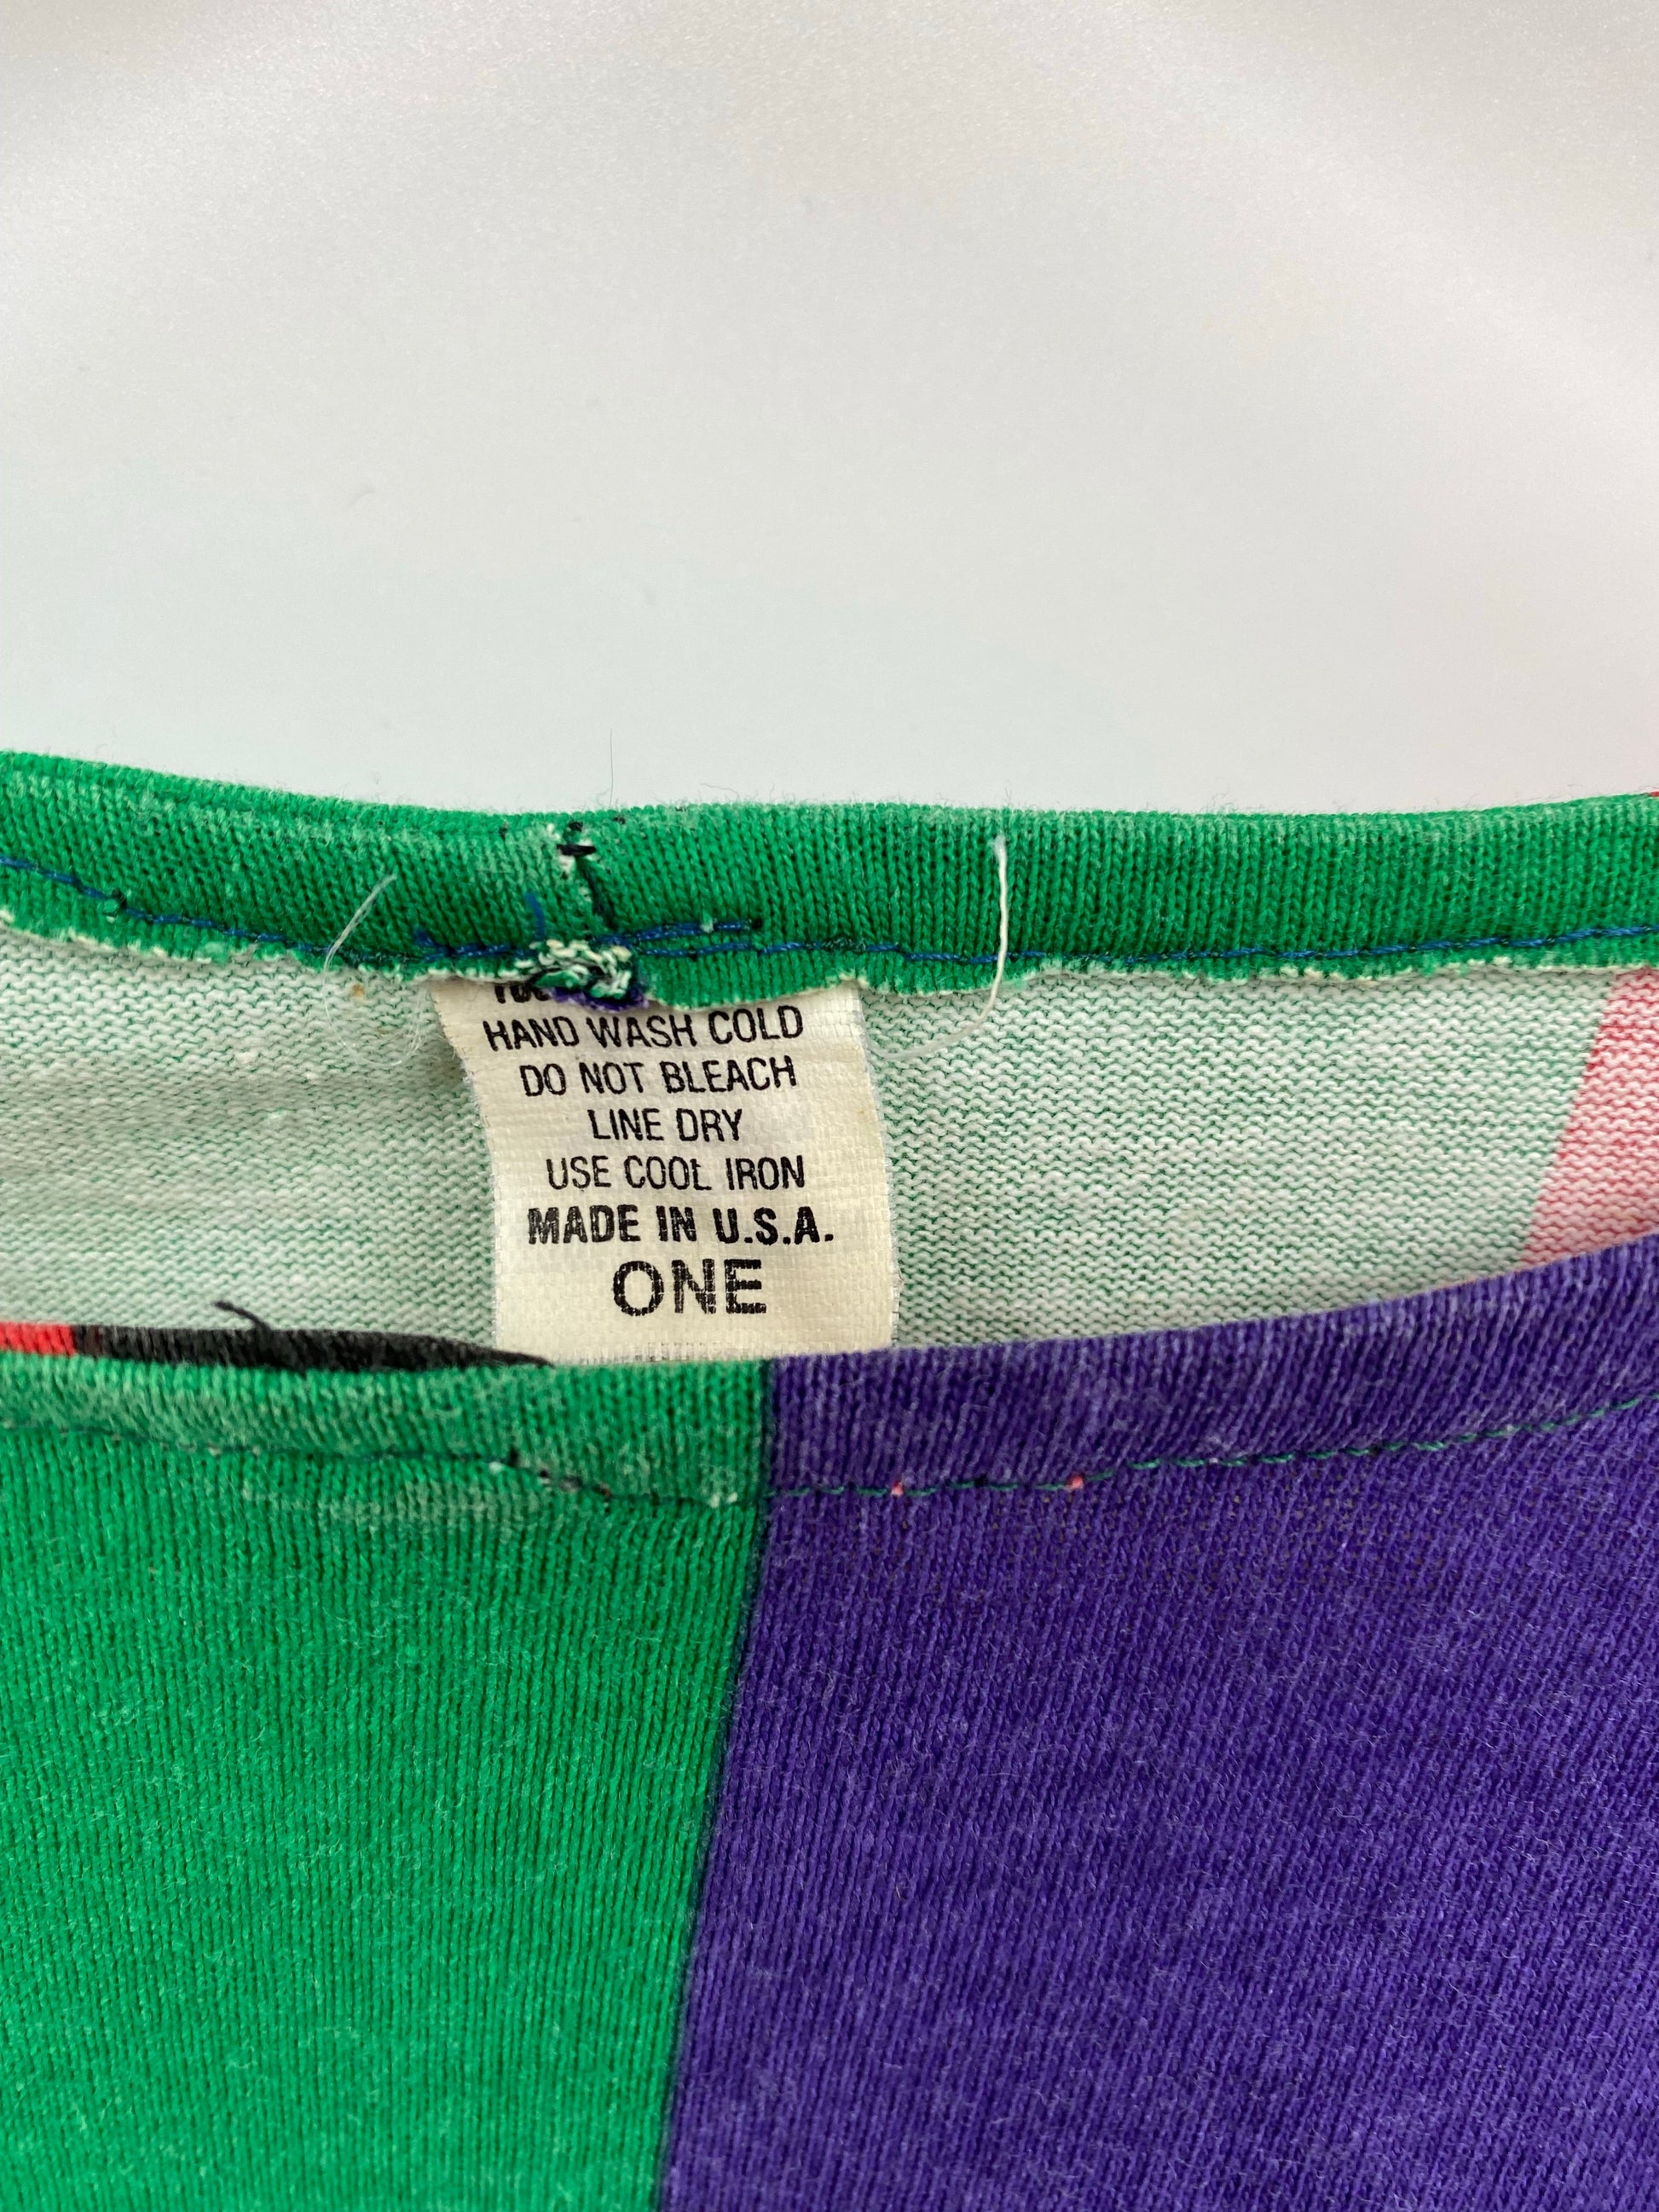 HAND WASH COLD
DO NOT BLEACH
LINE DRY
USE COOL IRON
MADE IN U.S.A.
ONE